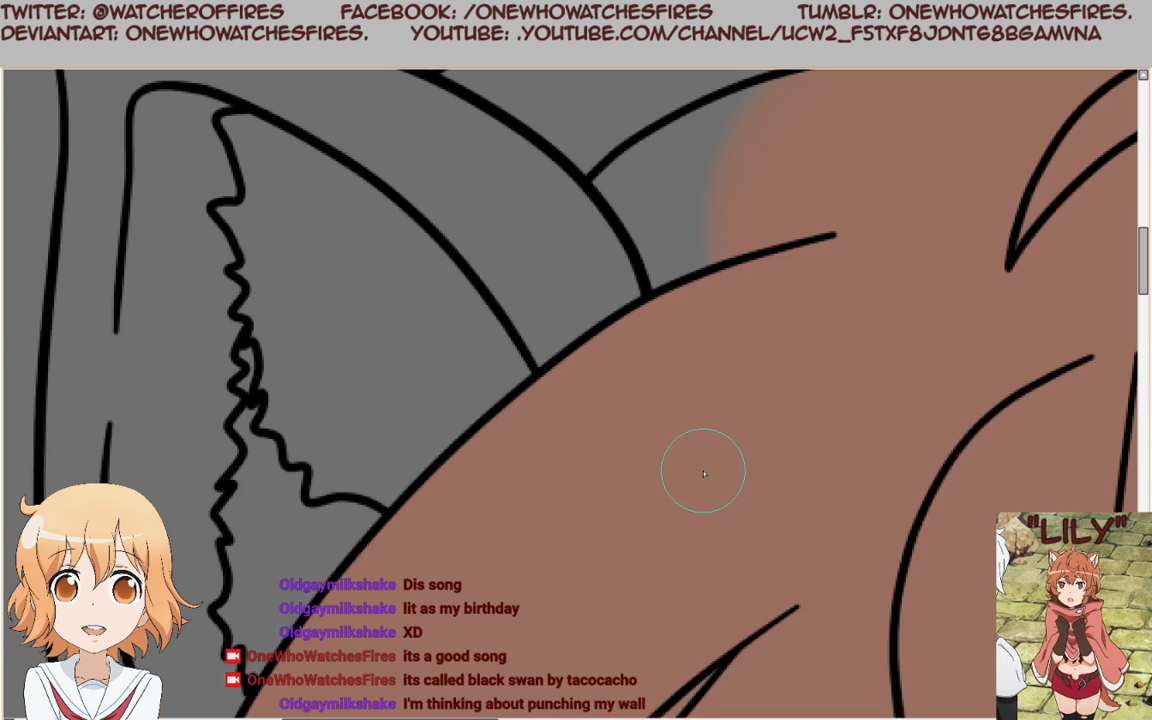 TWITTER: @WATCHEROFFIRES FACEBOOK: /ONEWHOWATCHESFIRES TUMBLR: ONEWHOWATCHESFIRES.
DEVIANTART: ONEWHOWATCHESFIRES. YOUTUBE: .YOUTUBE.COM/CHANNEL/UCW2_F5TXF8JDNTG8BGAMVNA
"LILY"
Oldgaymilkshake Dis song
Oldgaymilkshake lit as my birthday
Oldgaymilkshake XD
OneWhoWatchesFires its a good song
OneWhoWatchesFires its called black swan by tacocacho
Oldgaymilkshake I'm thinking about punching my wall